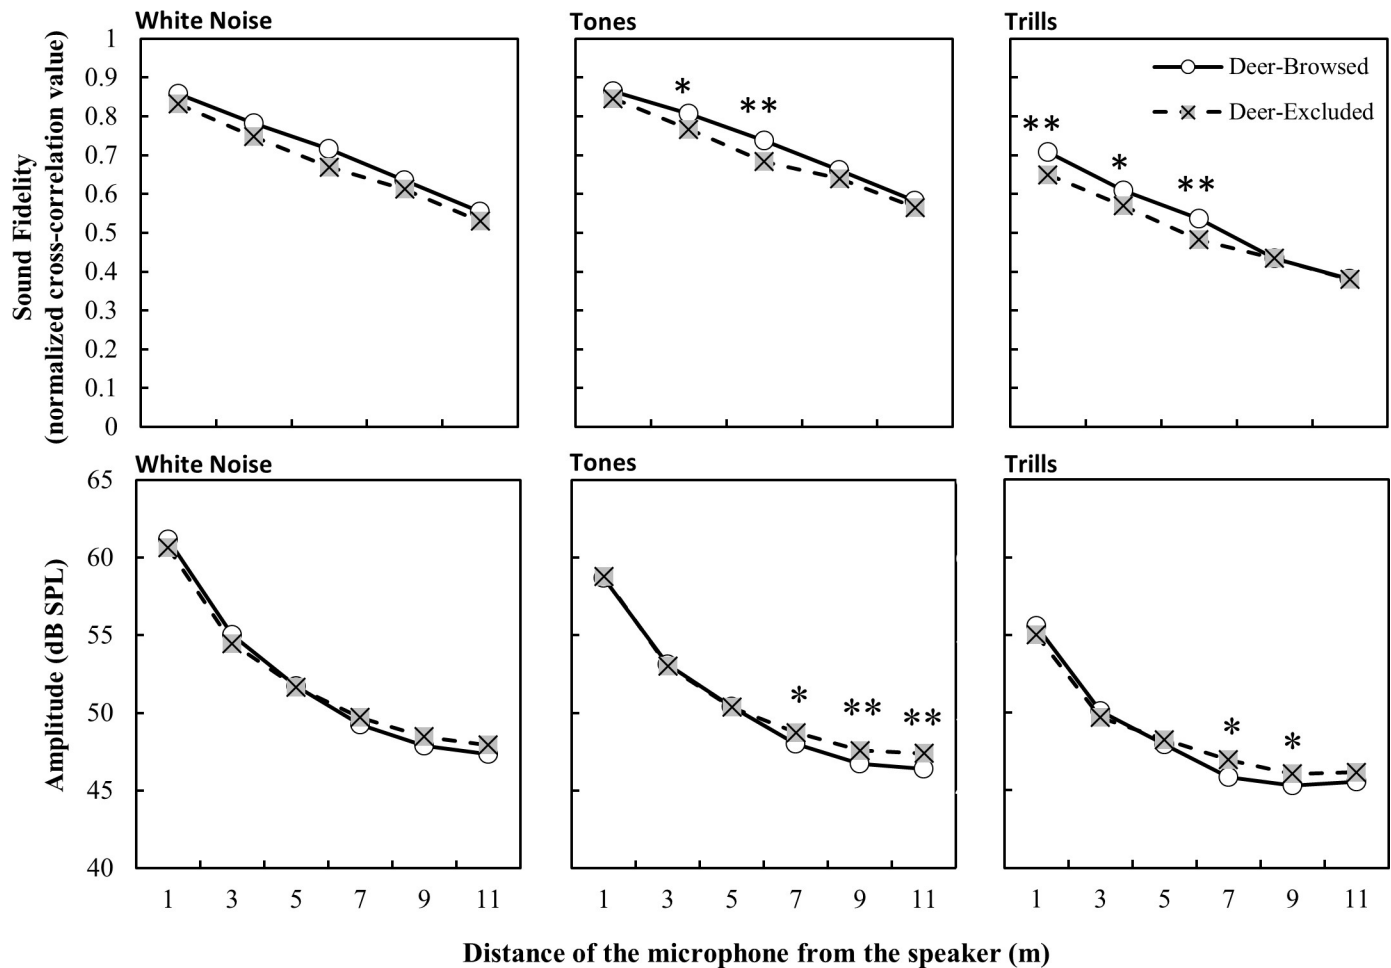 White Noise
Tones
Trills
Sound Fidelity
(normalized cross-correlation value)
1
0.9
0.8
0.7
0.6
0.5
0.4
0.3
0.2
0.1
0
* **
** * **
Deer-Browsed
Deer-Excluded
White Noise
Tones
Trills
Amplitude (dB SPL)
65
60
55
50
45
40
* ** **
* *
1 3 5 7 9 11
1 3 5 7 9 11
1 3 5 7 9 11
Distance of the microphone from the speaker (m)